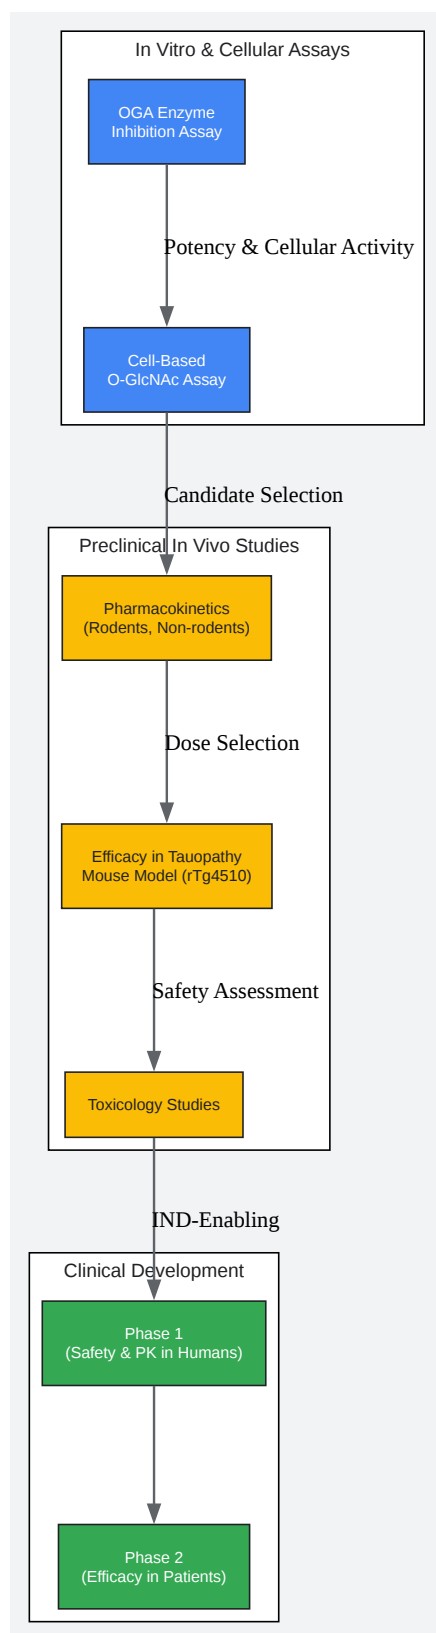 In Vitro & Cellular Assays
OGA Enzyme
Inhibition Assay
Potency & Cellular Activity
Cell-Based
O-GlcNAc Assay
Candidate Selection
Preclinical In Vivo Studies
Pharmacokinetics
(Rodents, Non-rodents)
Dose Selection
Efficacy in Tauopathy
Mouse Model (rTg4510)
Safety Assessment
Toxicology Studies
IND-Enabling
Clinical Development
Phase 1
(Safety & PK in Humans)
Phase 2
(Efficacy in Patients)